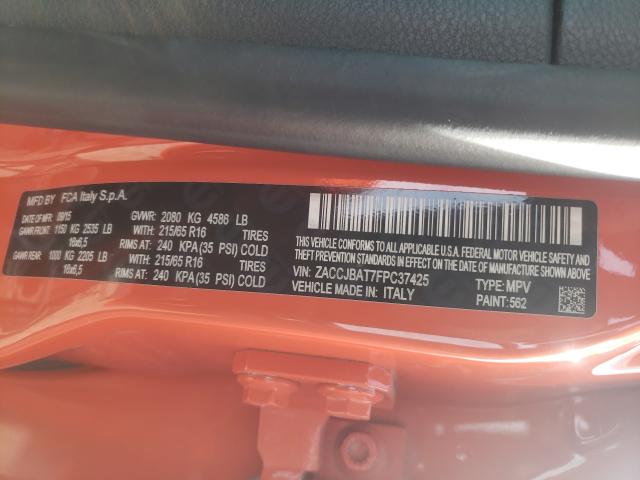 MFD BY FCA Italy S.p.A.
DATE OF MFR 09/15 GVWR: 2080 KG 4586 LB
GAWR FRONT: 1150 KG 2535 LB WITH: 215/65 R16 TIRES
16x6,5 RIMS AT: 240 KPA (35 PSI) COLD
GAWR REAR: 1000 KG 2205 LB WITH: 215/65 R16 TIRES
16x6,5 RIMS AT: 240 KPA (35 PSI) COLD
THIS VEHICLE CONFORMS TO ALL APPLICABLE U.S.A. FEDERAL MOTOR VEHICLE SAFETY, BUMPER AND
THEFT PREVENTION STANDARDS IN EFFECT ON THE DATE OF MANUFACTURE SHOWN ABOVE.
VIN: ZACCJBAT7FPC37425 TYPE: MPV
VEHICLE MADE IN: ITALY PAINT: 562